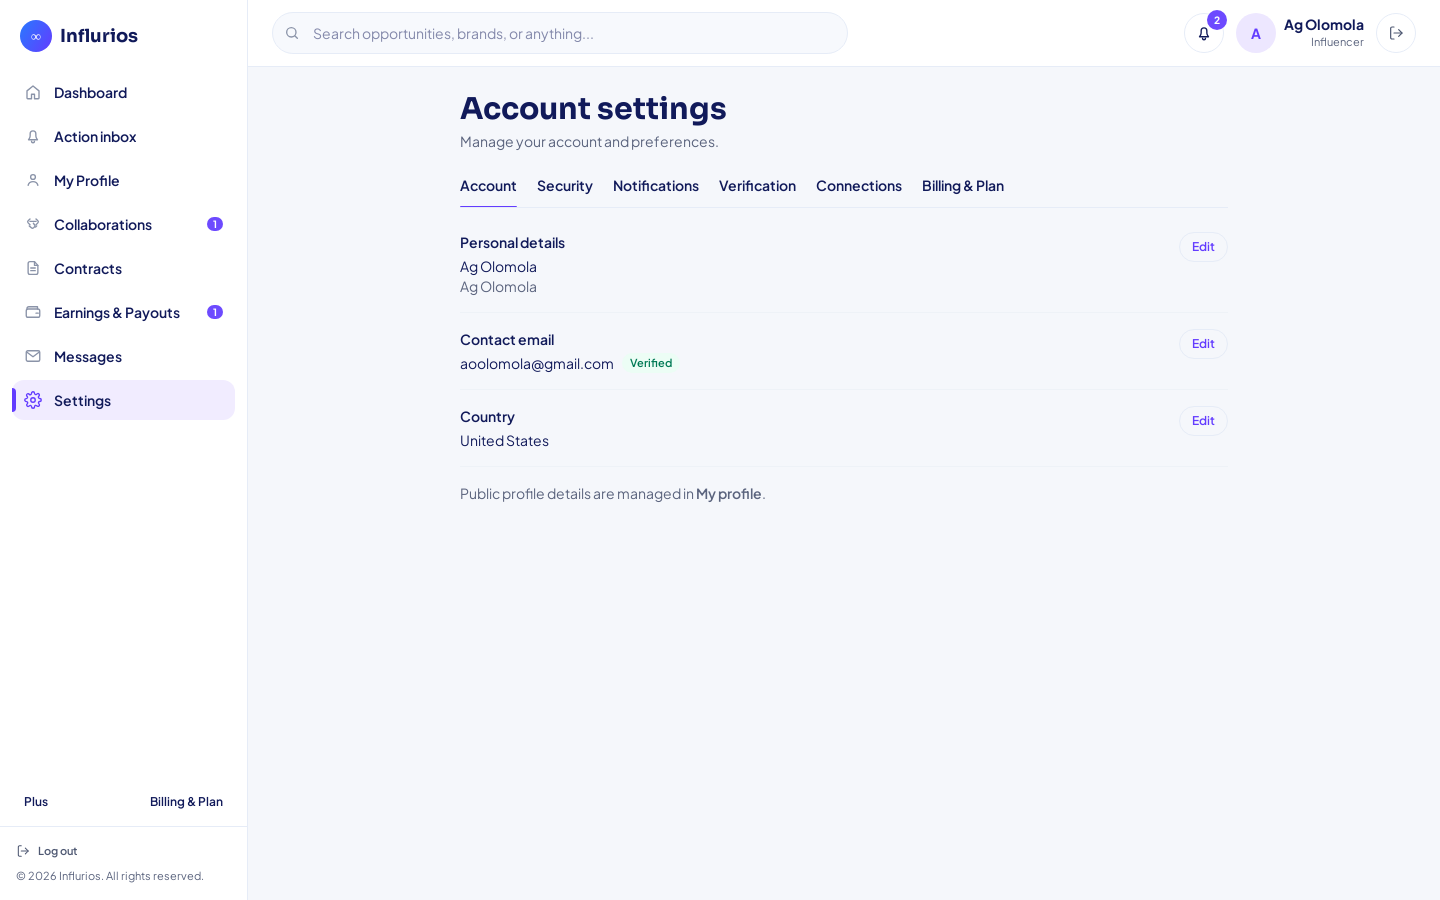 ∞ Influrios
Search opportunities, brands, or anything...
2
A
Ag Olomola
Influencer
Dashboard
Action inbox
My Profile
Collaborations 1
Contracts
Earnings & Payouts 1
Messages
Settings
Plus Billing & Plan
Log out
© 2026 Influrios. All rights reserved.
Account settings
Manage your account and preferences.
Account Security Notifications Verification Connections Billing & Plan
Personal details Edit
Ag Olomola
Ag Olomola
Contact email Edit
aoolomola@gmail.com Verified
Country Edit
United States
Public profile details are managed in My profile.